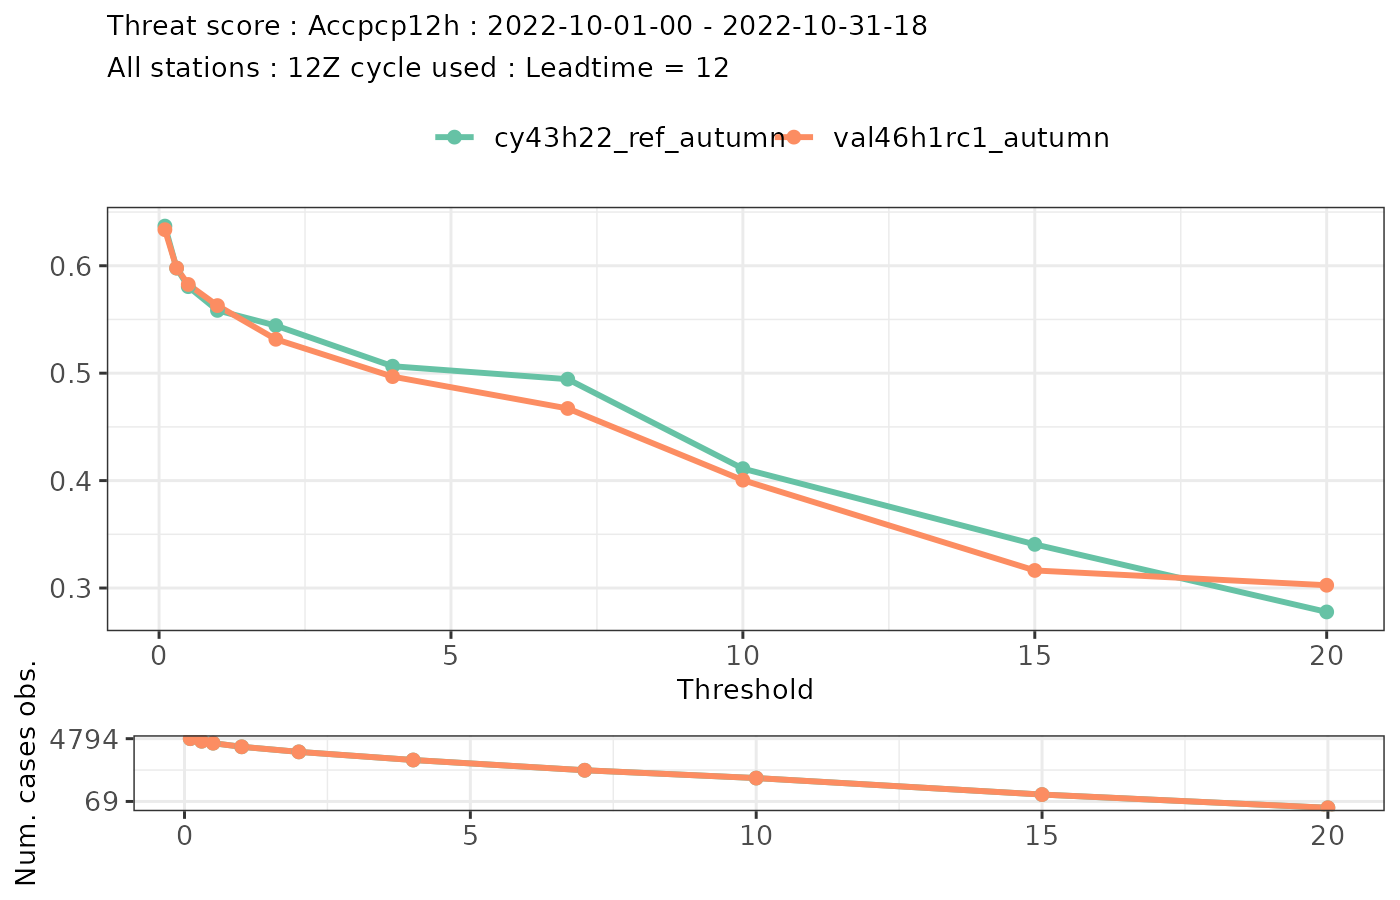 Threat score : Accpcp12h : 2022-10-01-00 - 2022-10-31-18
All stations : 12Z cycle used : Leadtime = 12
cy43h22_ref_autumn val46h1rc1_autumn
0.6
0.5
0.4
0.3
0 5 10 15 20
Threshold
Num. cases obs.
4794
69
0 5 10 15 20